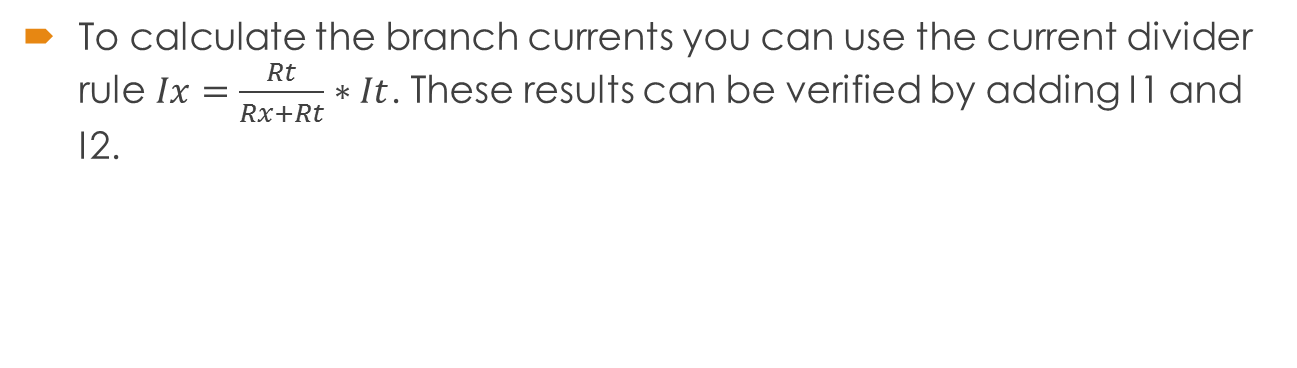 To calculate the branch currents you can use the current divider
rule Ix = Rt/(Rx+Rt) * It. These results can be verified by adding I1 and
I2.